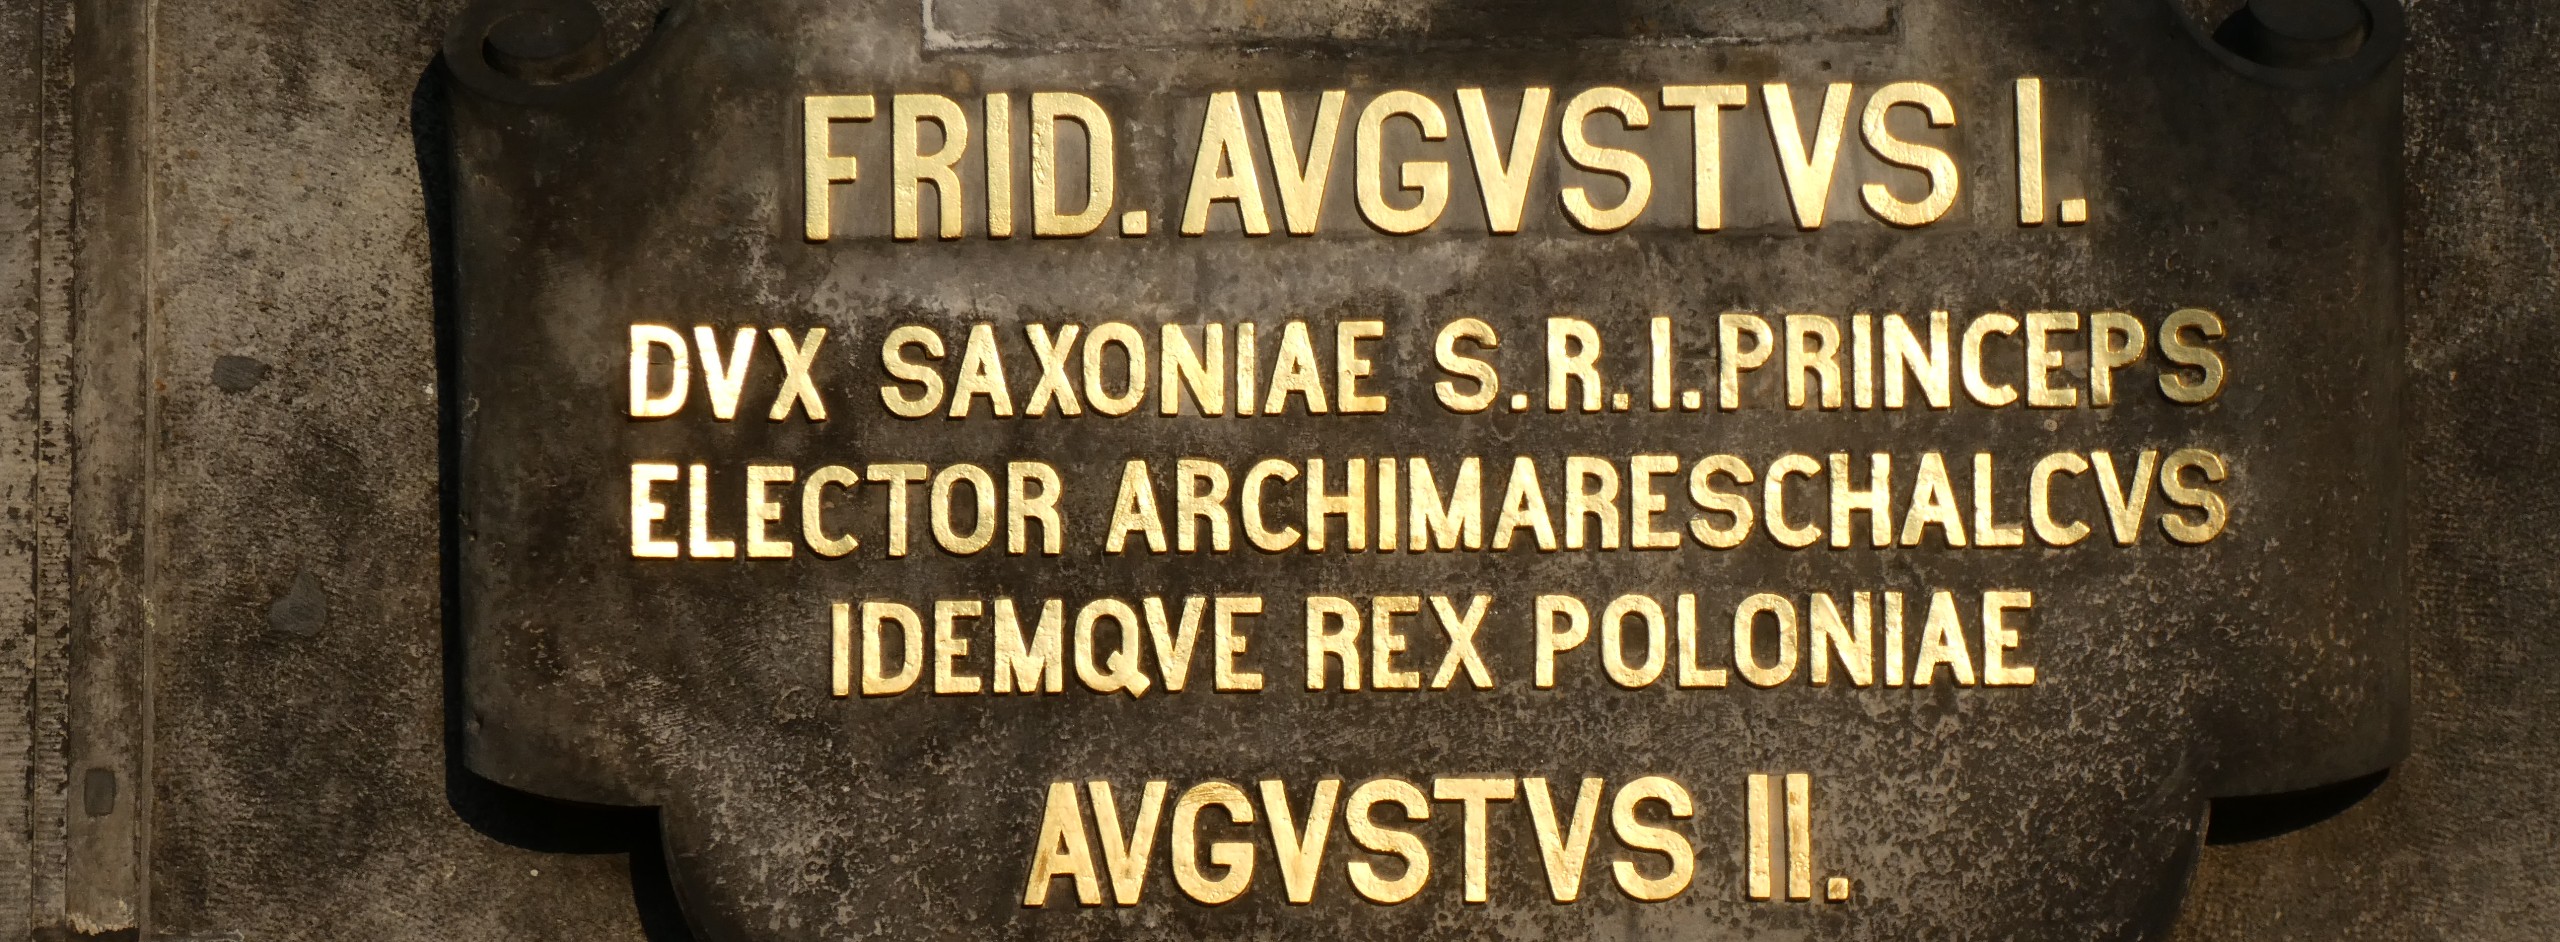 FRID. AVGVSTVS I.
DVX SAXONIAE S.R.I.PRINCEPS
ELECTOR ARCHIMARESCHALCVS
IDEMQVE REX POLONIAE
AVGVSTVS II.